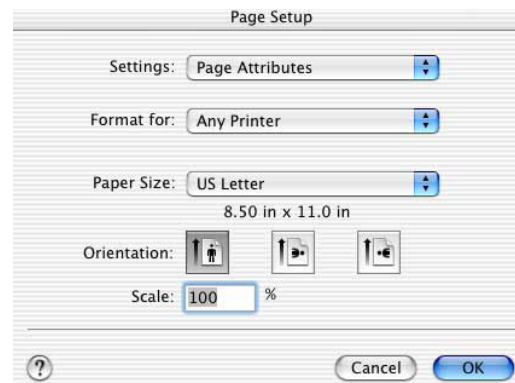 Page Setup
Settings: Page Attributes
Format for: Any Printer
Paper Size: US Letter
8.50 in x 11.0 in
Orientation:
Scale: 100 %
? Cancel OK